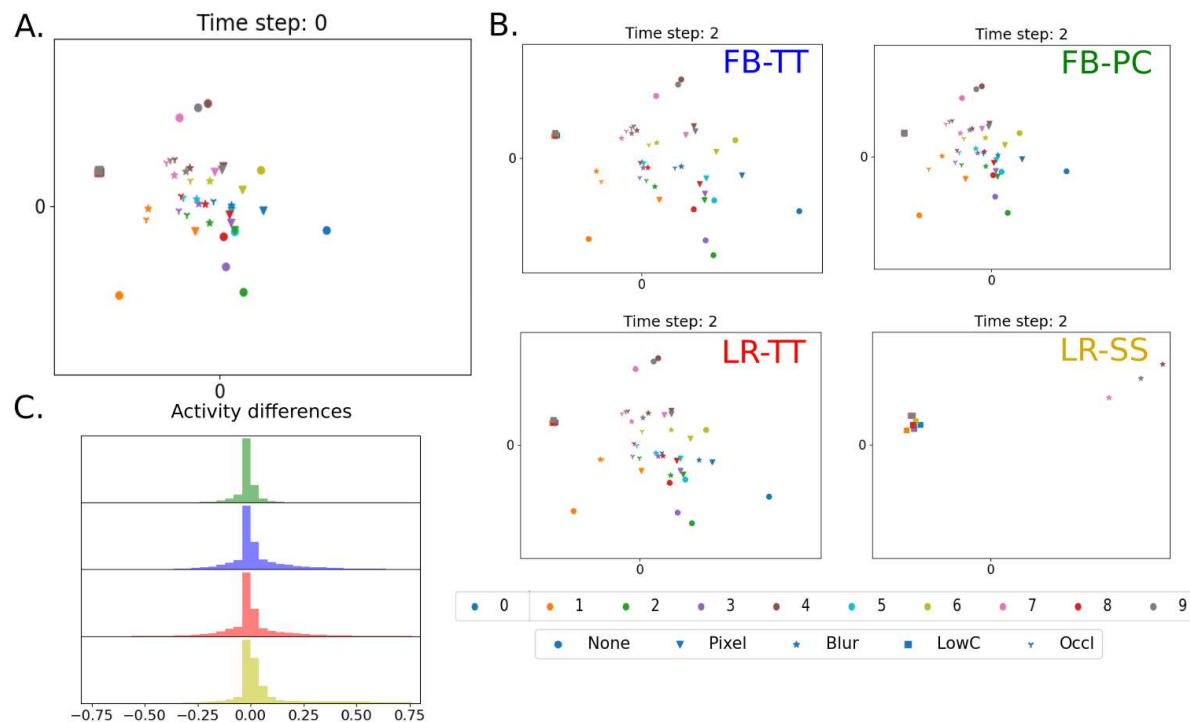 A.
Time step: 0
0
0
B.
Time step: 2
FB-TT
0
0
Time step: 2
FB-PC
0
0
Time step: 2
LR-TT
0
0
Time step: 2
LR-SS
0
0
C.
Activity differences
−0.75 −0.50 −0.25 0.00 0.25 0.50 0.75
0 1 2 3 4 5 6 7 8 9
None Pixel Blur LowC Occl